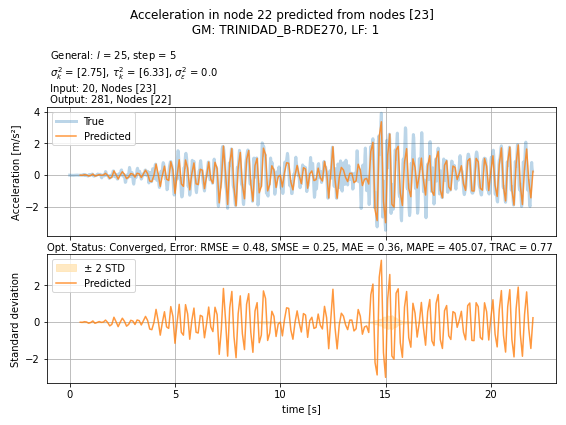 Acceleration in node 22 predicted from nodes [23]
GM: TRINIDAD_B-RDE270, LF: 1
General: l = 25, step = 5
σ²ₖ = [2.75], τ²ₖ = [6.33], σ²ₑ = 0.0
Input: 20, Nodes [23]
Output: 281, Nodes [22]
True
Predicted
Acceleration [m/s²]
4
2
0
−2
Opt. Status: Converged, Error: RMSE = 0.48, SMSE = 0.25, MAE = 0.36, MAPE = 405.07, TRAC = 0.77
± 2 STD
Predicted
Standard deviation
2
0
−2
0
5
10
15
20
time [s]